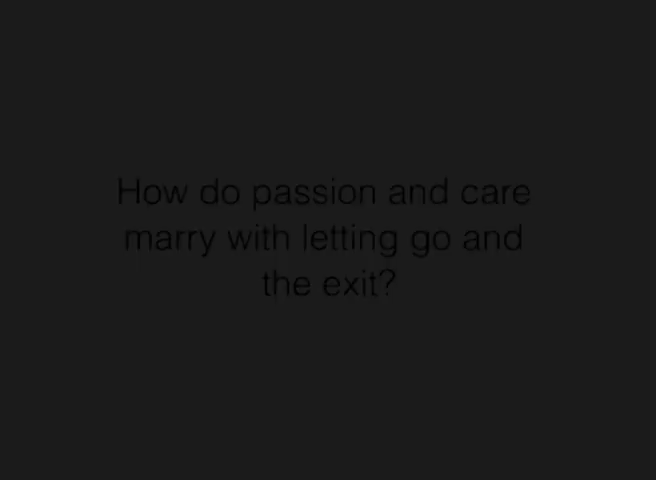 How do passion and care
marry with letting go and
the exit?